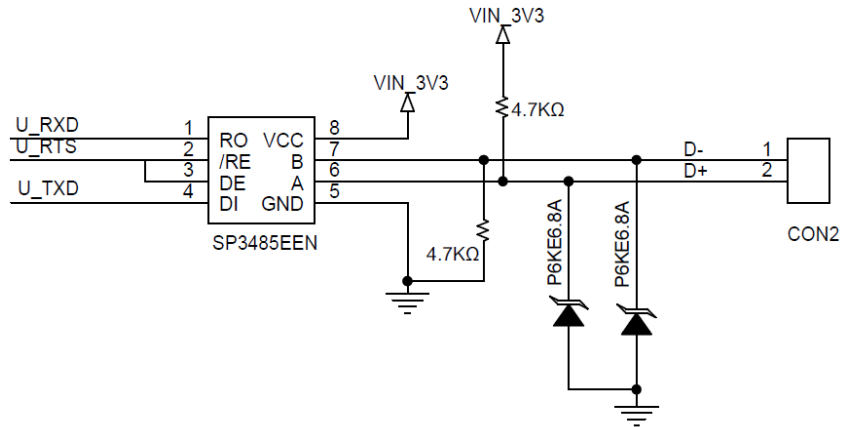 VIN_3V3
4.7KΩ
VIN_3V3
U_RXD 1 RO VCC 8
U_RTS 2 /RE B 7 D- 1
3 DE A 6 D+ 2
U_TXD 4 DI GND 5
SP3485EEN
4.7KΩ
P6KE6.8A
P6KE6.8A
CON2